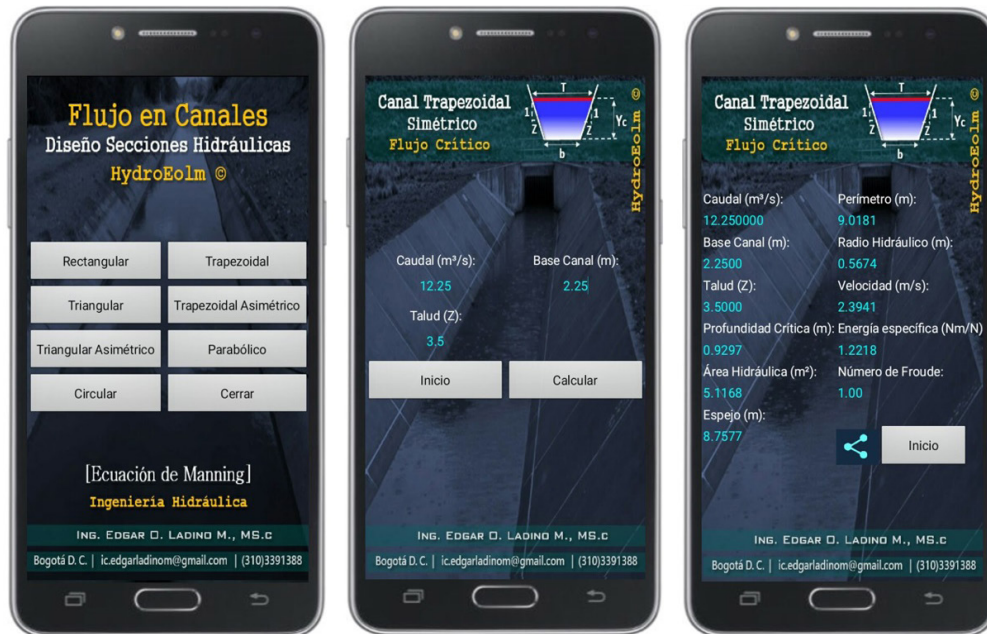 Flujo en Canales
Diseño Secciones Hidráulicas
HydroEolm ©
Rectangular
Trapezoidal
Triangular
Trapezoidal Asimétrico
Triangular Asimétrico
Parabólico
Circular
Cerrar
[Ecuación de Manning]
Ingeniería Hidráulica
ING. EDGAR O. LADINO M., MS.C
Bogotá D. C. | ic.edgarladinom@gmail.com | (310)3391388
Canal Trapezoidal
Simétrico
Flujo Crítico
T
1
1
Z
Z
Yc
b
HydroEolm ©
Caudal (m³/s):
Base Canal (m):
12.25
2.25
Talud (Z):
3.5
Inicio
Calcular
ING. EDGAR O. LADINO M., MS.C
Bogotá D. C. | ic.edgarladinom@gmail.com | (310)3391388
Canal Trapezoidal
Simétrico
Flujo Crítico
T
1
1
Z
Z
Yc
b
HydroEolm ©
Caudal (m³/s):
Perímetro (m):
12.250000
9.0181
Base Canal (m):
Radio Hidráulico (m):
2.2500
0.5674
Talud (Z):
Velocidad (m/s):
3.5000
2.3941
Profundidad Crítica (m):
Energía específica (Nm/N)
0.9297
1.2218
Área Hidráulica (m²):
Número de Froude:
5.1168
1.00
Espejo (m):
8.7577
Inicio
ING. EDGAR O. LADINO M., MS.C
Bogotá D. C. | ic.edgarladinom@gmail.com | (310)3391388